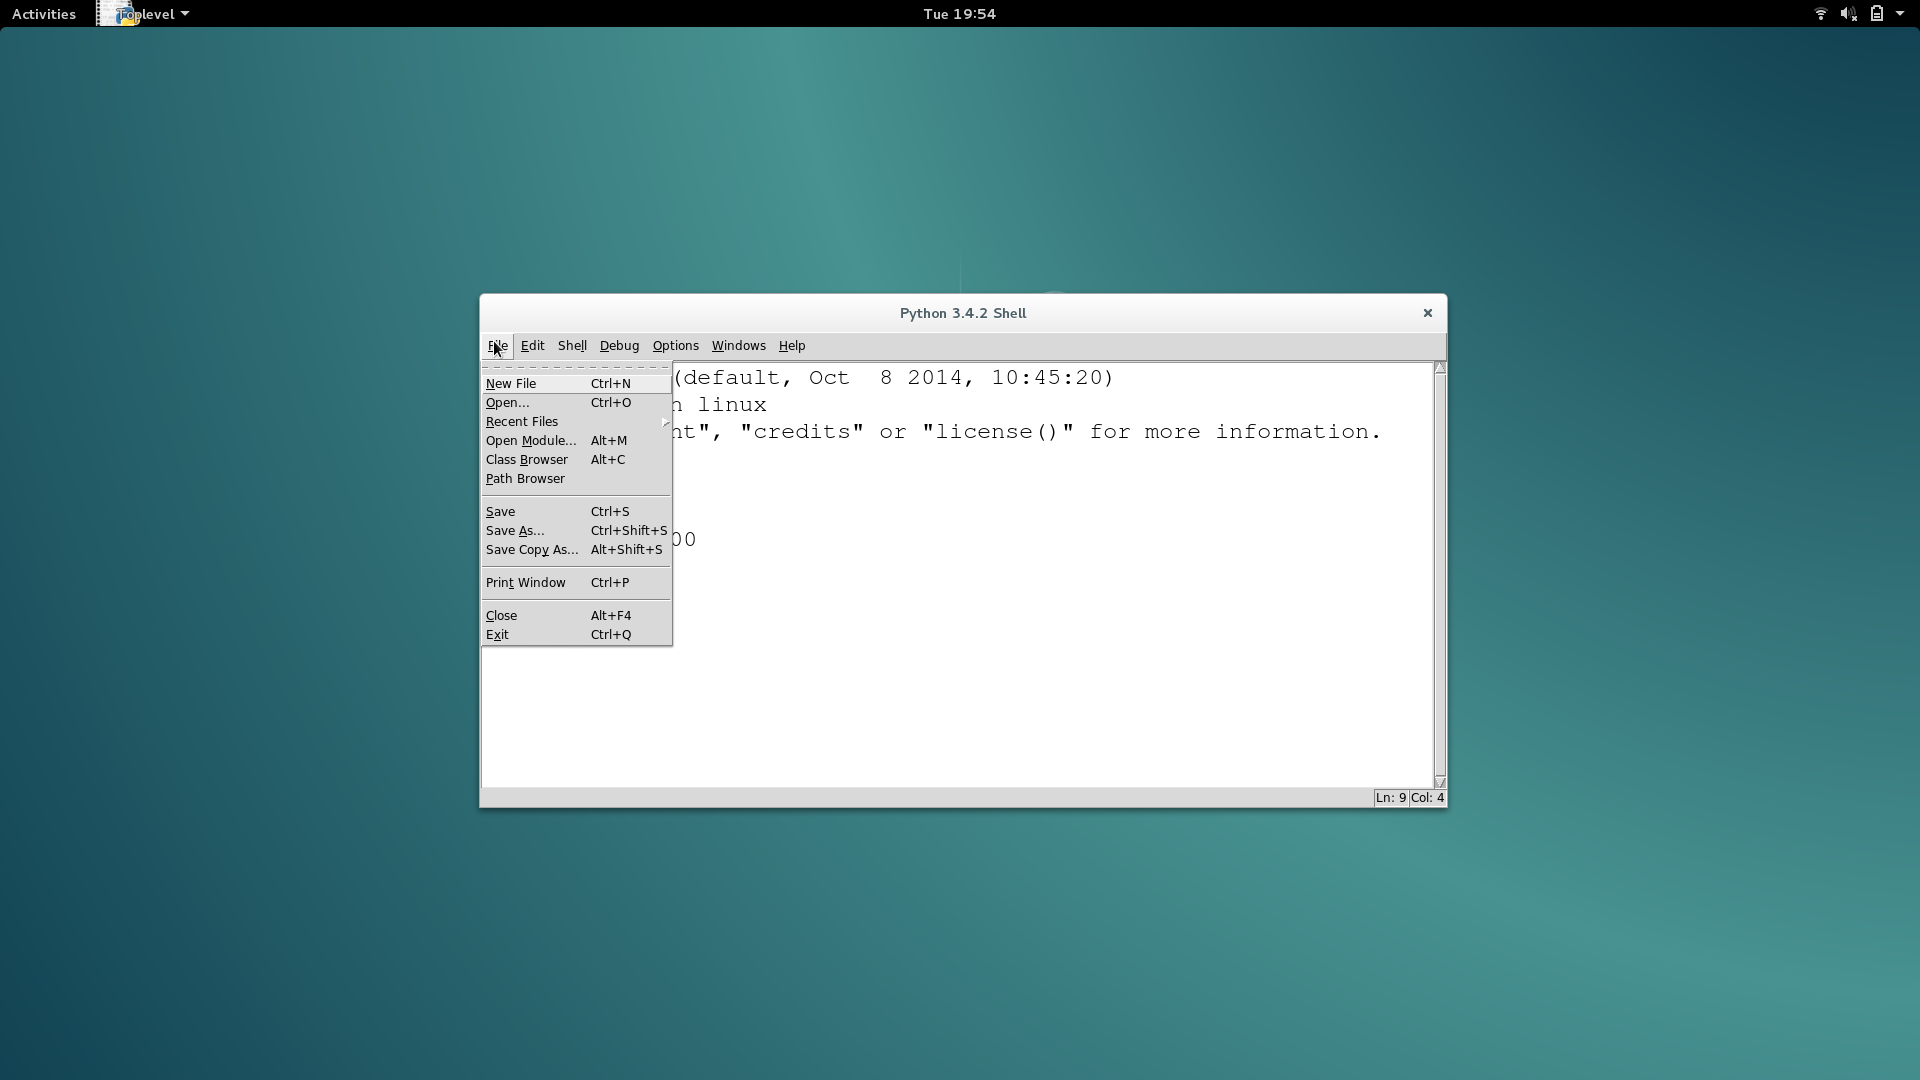 Activities Toplevel Tue 19:54
Python 3.4.2 Shell
File Edit Shell Debug Options Windows Help
(default, Oct  8 2014, 10:45:20)
n linux
nt", "credits" or "license()" for more information.
00
New File Ctrl+N
Open... Ctrl+O
Recent Files
Open Module... Alt+M
Class Browser Alt+C
Path Browser
Save Ctrl+S
Save As... Ctrl+Shift+S
Save Copy As... Alt+Shift+S
Print Window Ctrl+P
Close Alt+F4
Exit Ctrl+Q
Ln: 9 Col: 4